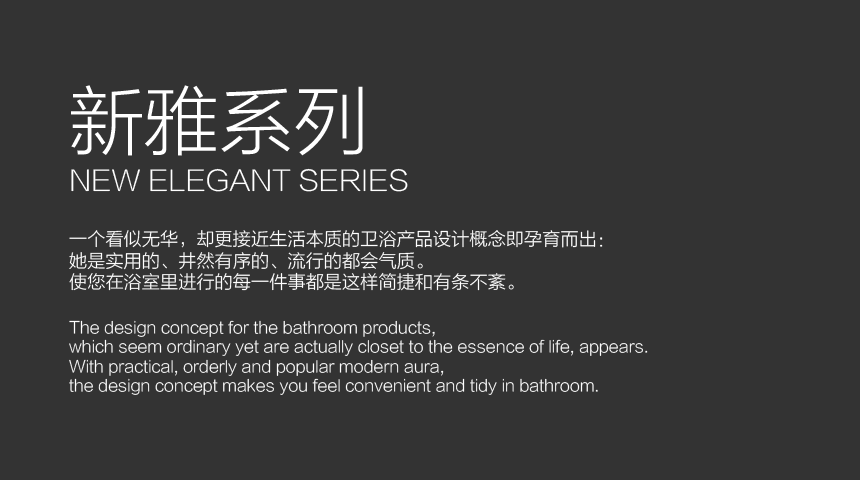 新雅系列
NEW ELEGANT SERIES
一个看似无华，却更接近生活本质的卫浴产品设计概念即孕育而出：
她是实用的、井然有序的、流行的都会气质。
使您在浴室里进行的每一件事都是这样简捷和有条不紊。
The design concept for the bathroom products,
which seem ordinary yet are actually closet to the essence of life, appears.
With practical, orderly and popular modern aura,
the design concept makes you feel convenient and tidy in bathroom.